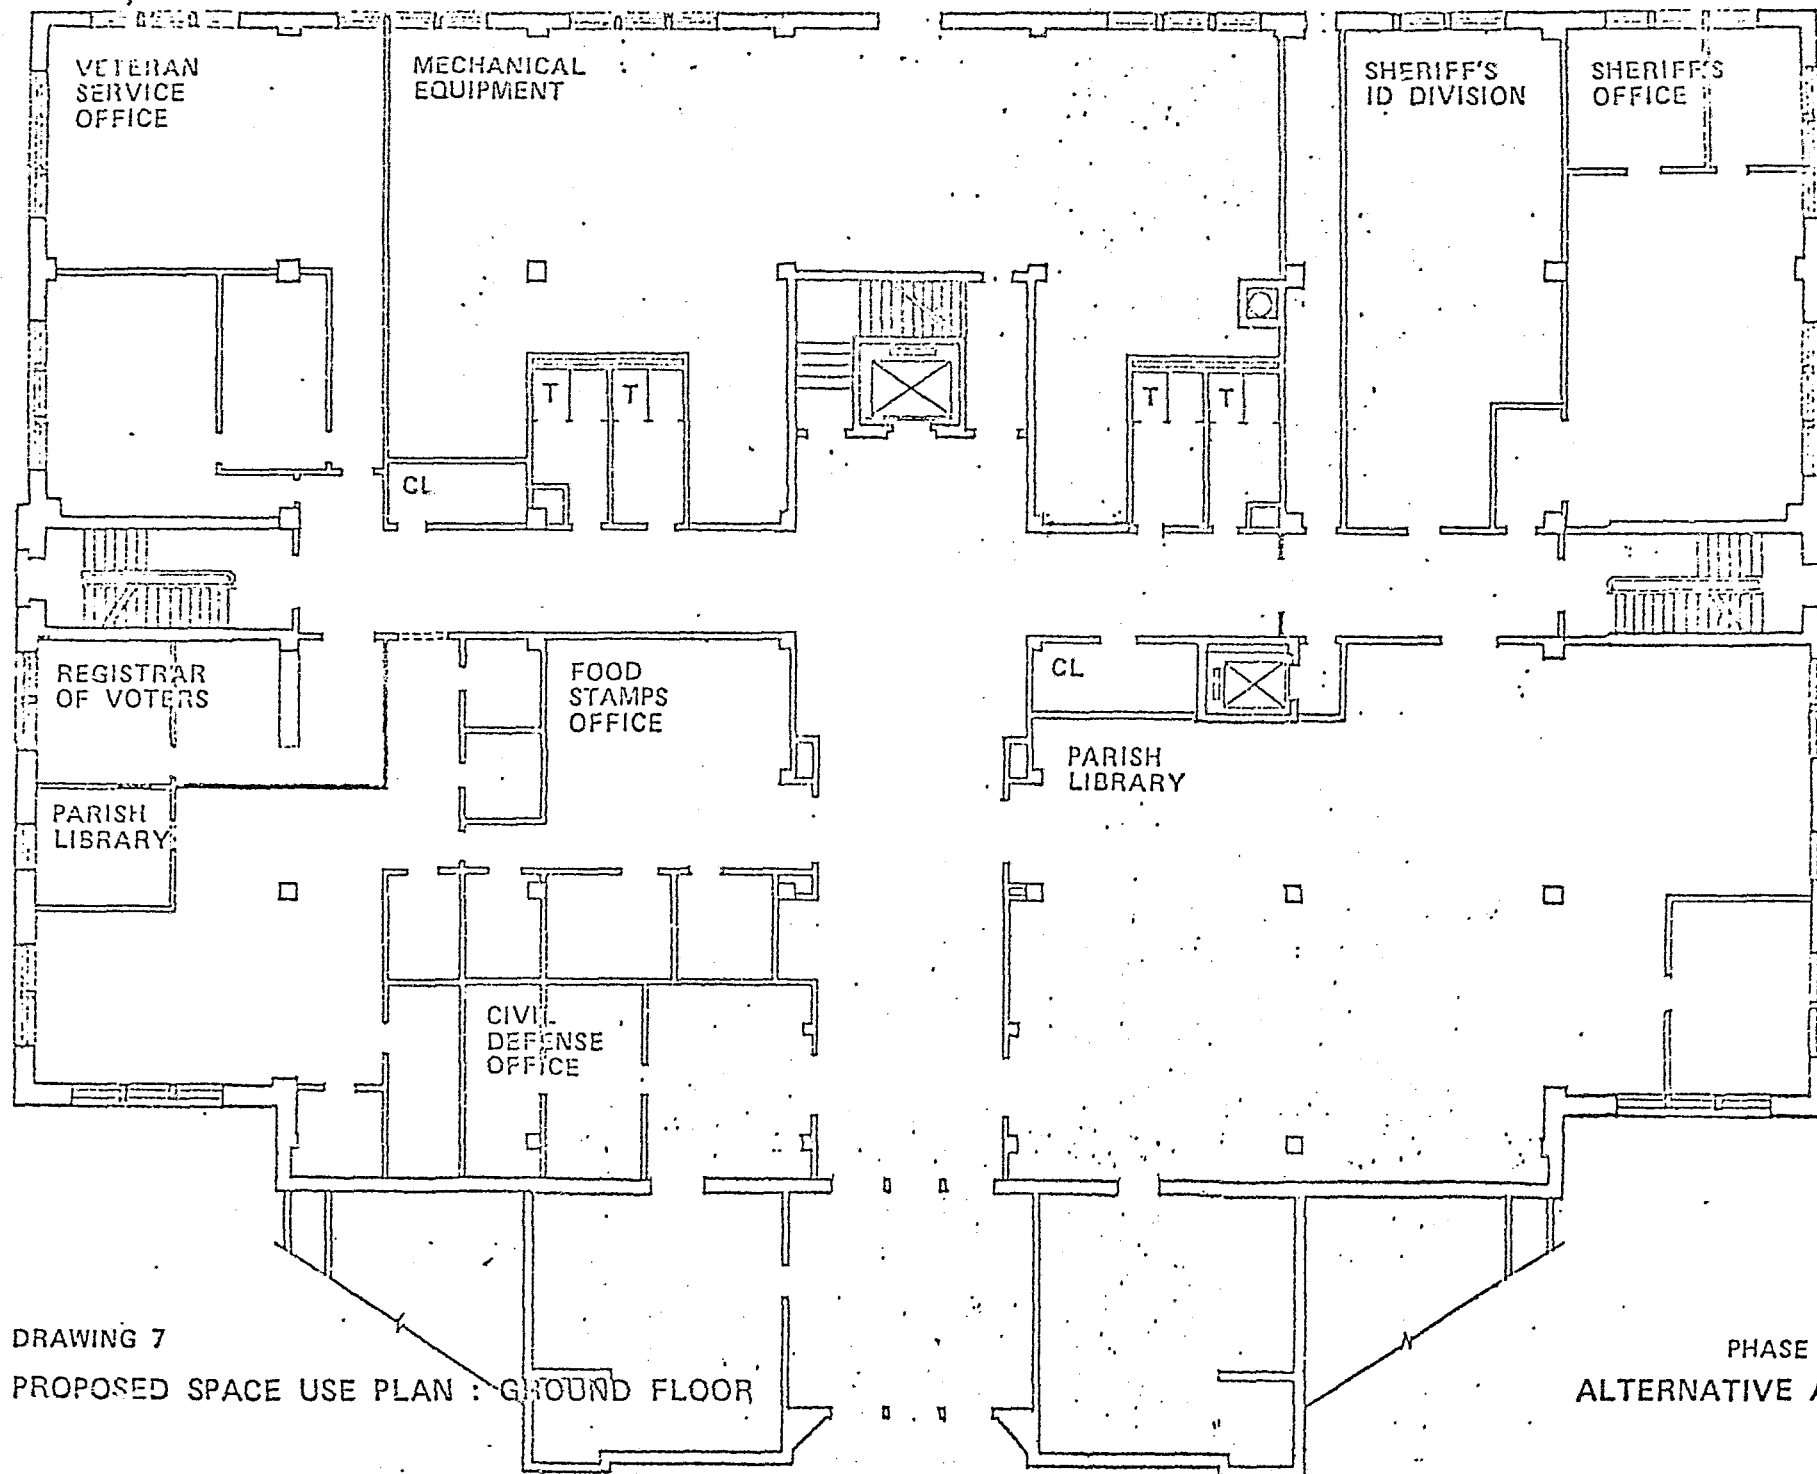 VETERAN
SERVICE
OFFICE
MECHANICAL
EQUIPMENT
SHERIFF'S
ID DIVISION
SHERIFF'S
OFFICE
T
T
T
T
CL
REGISTRAR
OF VOTERS
FOOD
STAMPS
OFFICE
CL
PARISH
LIBRARY
PARISH
LIBRARY
CIVIL
DEFENSE
OFFICE
DRAWING 7
PROPOSED SPACE USE PLAN : GROUND FLOOR
PHASE
ALTERNATIVE A